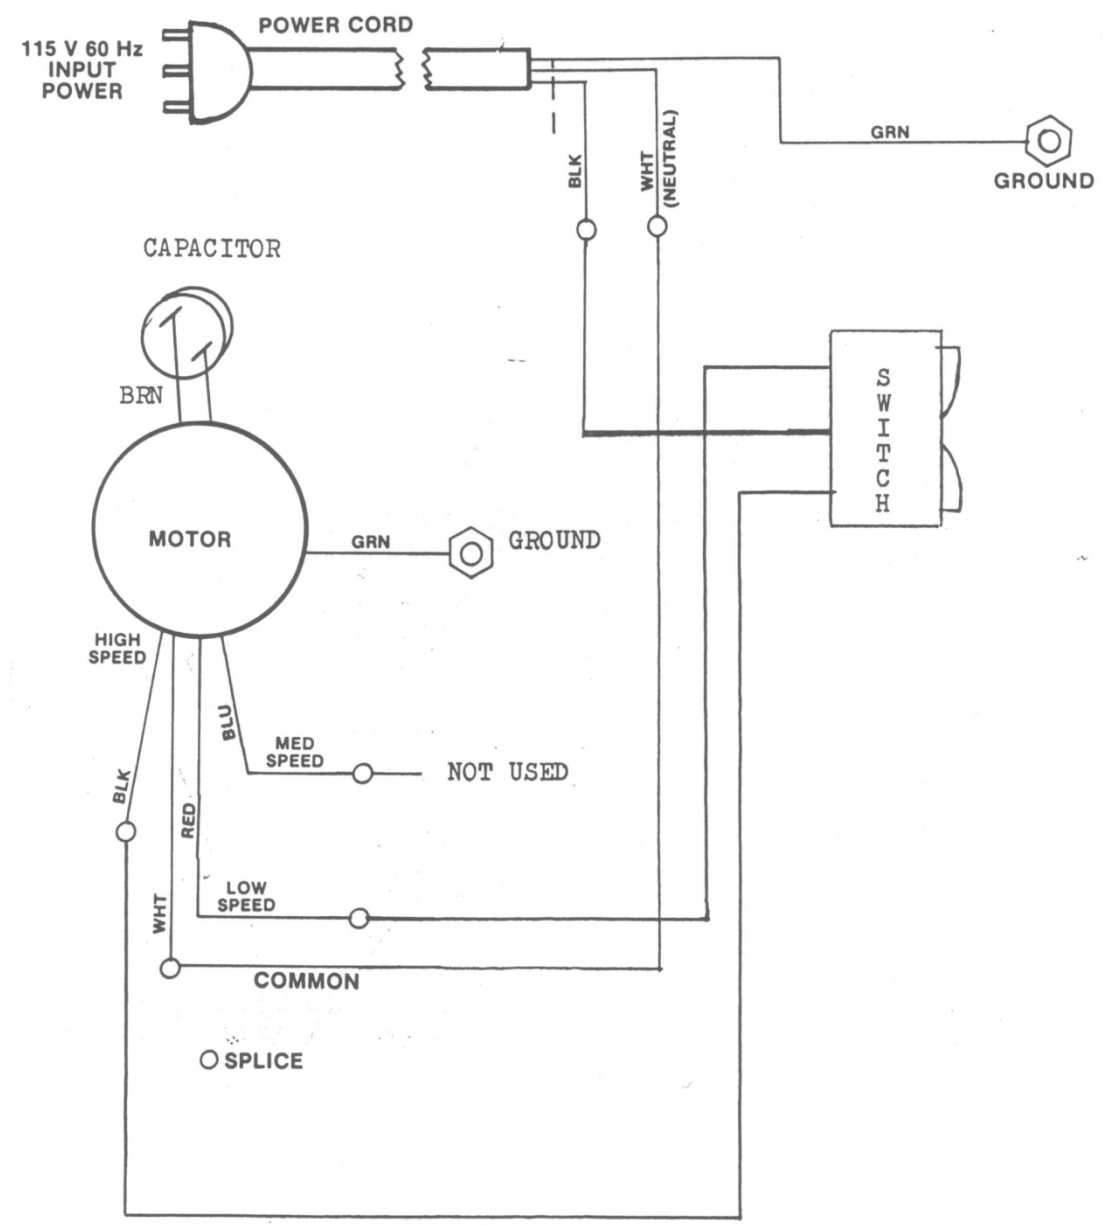 POWER CORD
115 V 60 Hz
INPUT
POWER
GRN
GROUND
BLK
WHT
(NEUTRAL)
CAPACITOR
BRN
SWITCH
MOTOR
GRN
GROUND
HIGH
SPEED
BLU
MED
SPEED
NOT USED
BLK
RED
LOW
SPEED
WHT
COMMON
SPLICE